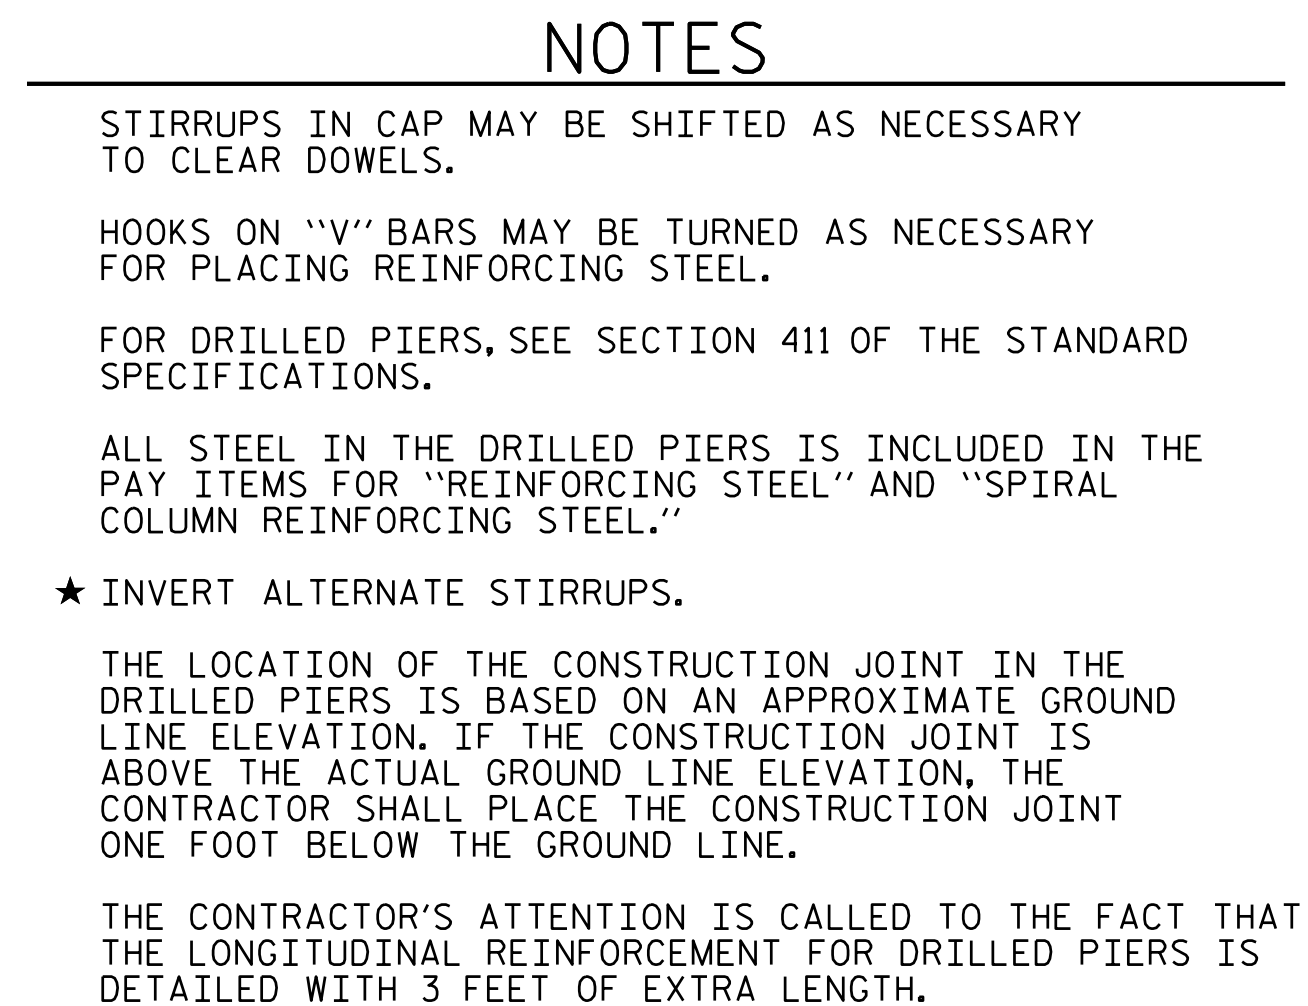 NOTES
STIRRUPS IN CAP MAY BE SHIFTED AS NECESSARY
TO CLEAR DOWELS.
HOOKS ON "V" BARS MAY BE TURNED AS NECESSARY
FOR PLACING REINFORCING STEEL.
FOR DRILLED PIERS, SEE SECTION 411 OF THE STANDARD
SPECIFICATIONS.
ALL STEEL IN THE DRILLED PIERS IS INCLUDED IN THE
PAY ITEMS FOR "REINFORCING STEEL" AND "SPIRAL
COLUMN REINFORCING STEEL."
★ INVERT ALTERNATE STIRRUPS.
THE LOCATION OF THE CONSTRUCTION JOINT IN THE
DRILLED PIERS IS BASED ON AN APPROXIMATE GROUND
LINE ELEVATION. IF THE CONSTRUCTION JOINT IS
ABOVE THE ACTUAL GROUND LINE ELEVATION, THE
CONTRACTOR SHALL PLACE THE CONSTRUCTION JOINT
ONE FOOT BELOW THE GROUND LINE.
THE CONTRACTOR'S ATTENTION IS CALLED TO THE FACT THAT
THE LONGITUDINAL REINFORCEMENT FOR DRILLED PIERS IS
DETAILED WITH 3 FEET OF EXTRA LENGTH.